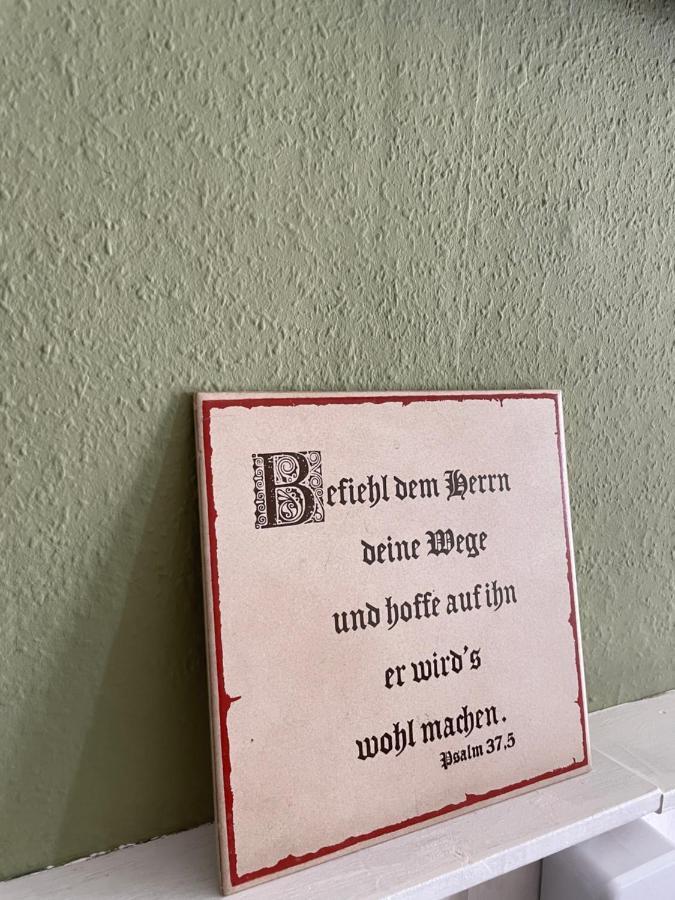 Befiehl dem Herrn
deine Wege
und hoffe auf ihn
er wird's
wohl machen.
Psalm 37,5